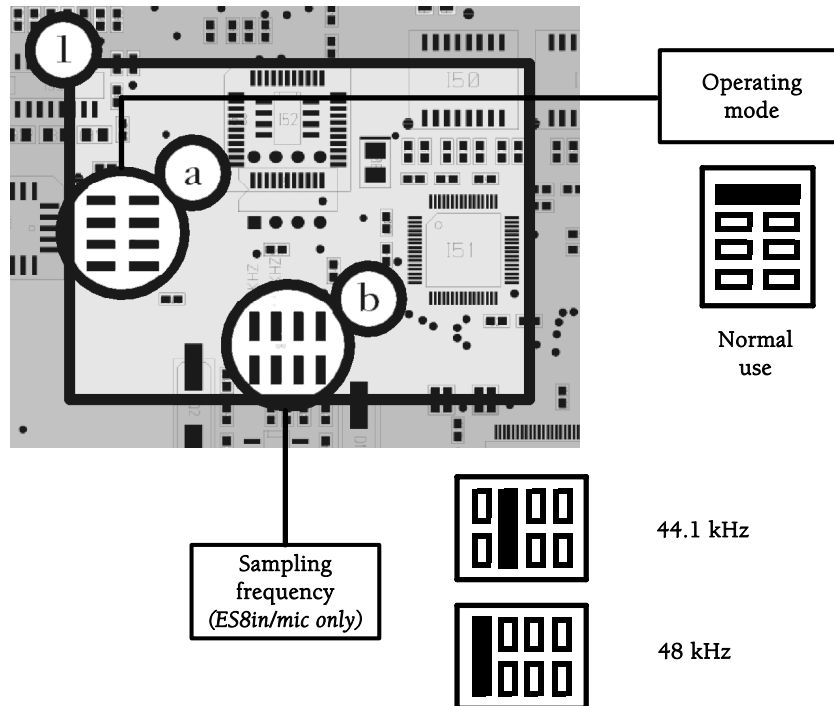 1
I50
Operating
mode
I52
a
I51
b
Normal
use
44.1 kHz
Sampling
frequency
(ES8in/mic only)
48 kHz